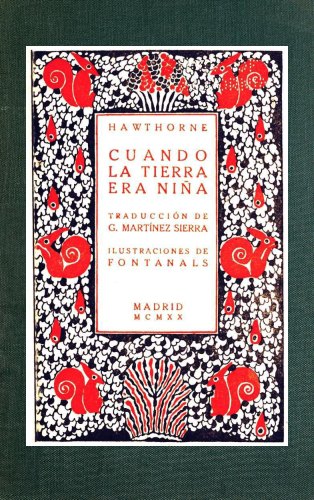 HAWTHORNE
CUANDO
LA TIERRA
ERA NIÑA
TRADUCCIÓN DE
G. MARTÍNEZ SIERRA
ILUSTRACIONES DE
FONTANALS
MADRID
MCMXX